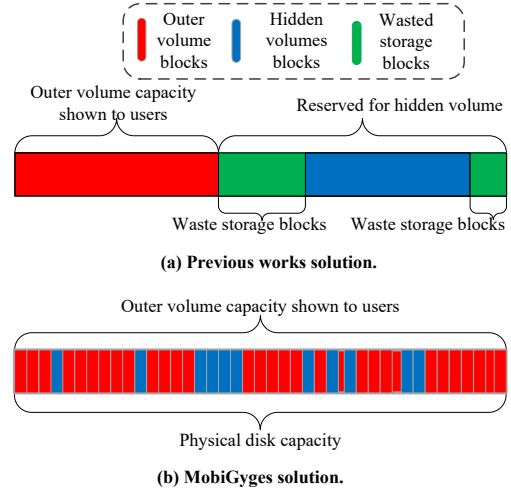 Outer volume blocks
Hidden volumes blocks
Wasted storage blocks
Outer volume capacity
shown to users
Reserved for hidden volume
Waste storage blocks
Waste storage blocks
(a) Previous works solution.
Outer volume capacity shown to users
Physical disk capacity
(b) MobiGyges solution.